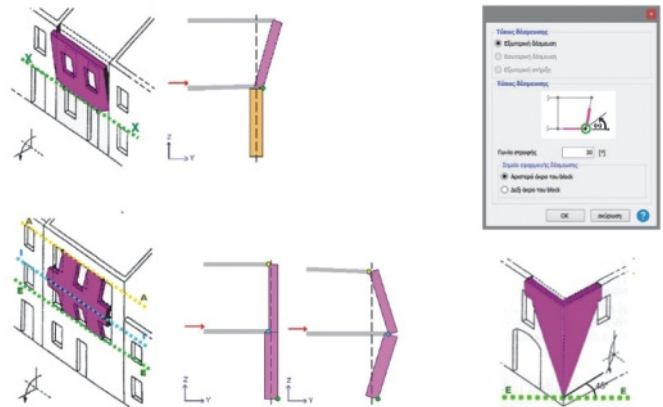 Τύπος δέσμευσης
Εξωτερική δέσμευση
Εσωτερική δέσμευση
Εξωτερική στήριξη
Τύπος δέσμευσης
Γωνία στροφής 30 [°]
Σημείο εφαρμογής δέσμευσης
Αριστερό άκρο του block
Δεξί άκρο του block
OK ακύρωση ?
X
X
Z
Y
A
I
E
A
I
E
Z
Y
Z
Y
E E
45°